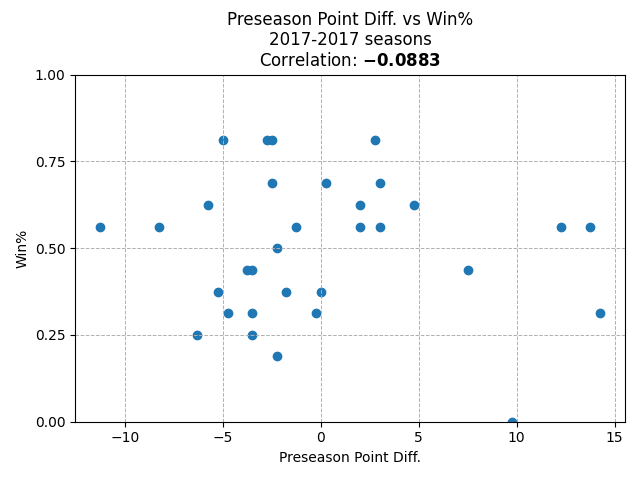 Preseason Point Diff. vs Win%
2017-2017 seasons
Correlation: −0.0883
1.00
0.75
0.50
0.25
0.00
Win%
−10
−5
0
5
10
15
Preseason Point Diff.